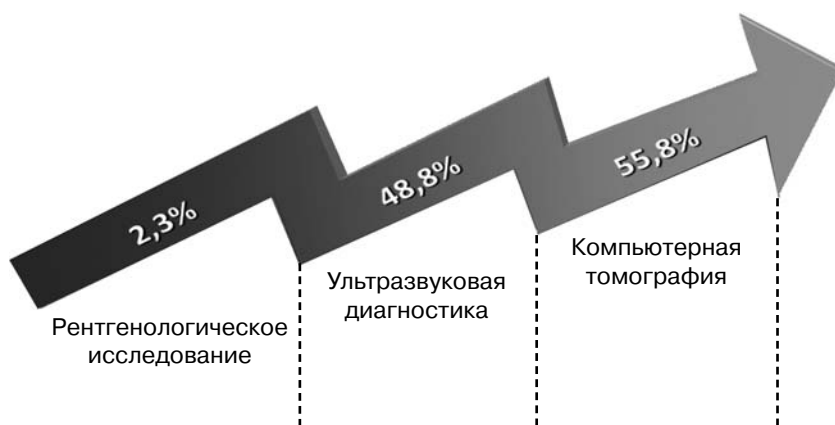 2,3%
48,8%
55,8%
Рентгенологическое
исследование
Ультразвуковая
диагностика
Компьютерная
томография